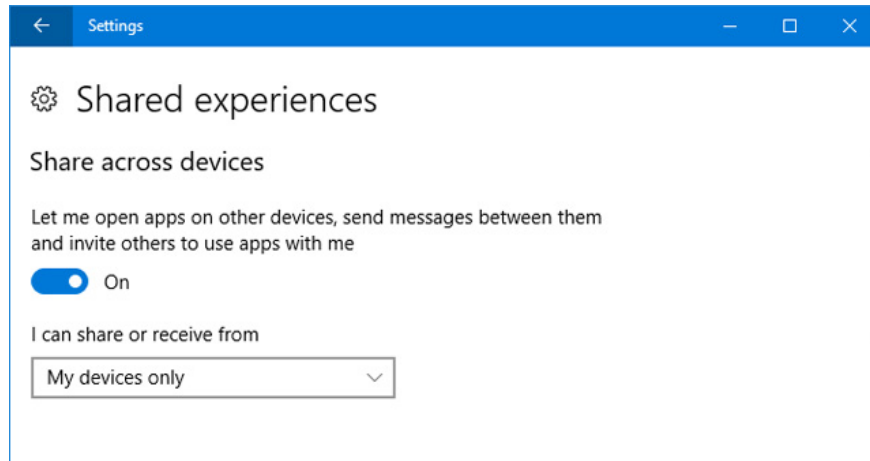 Settings
Shared experiences
Share across devices
Let me open apps on other devices, send messages between them
and invite others to use apps with me
On
I can share or receive from
My devices only